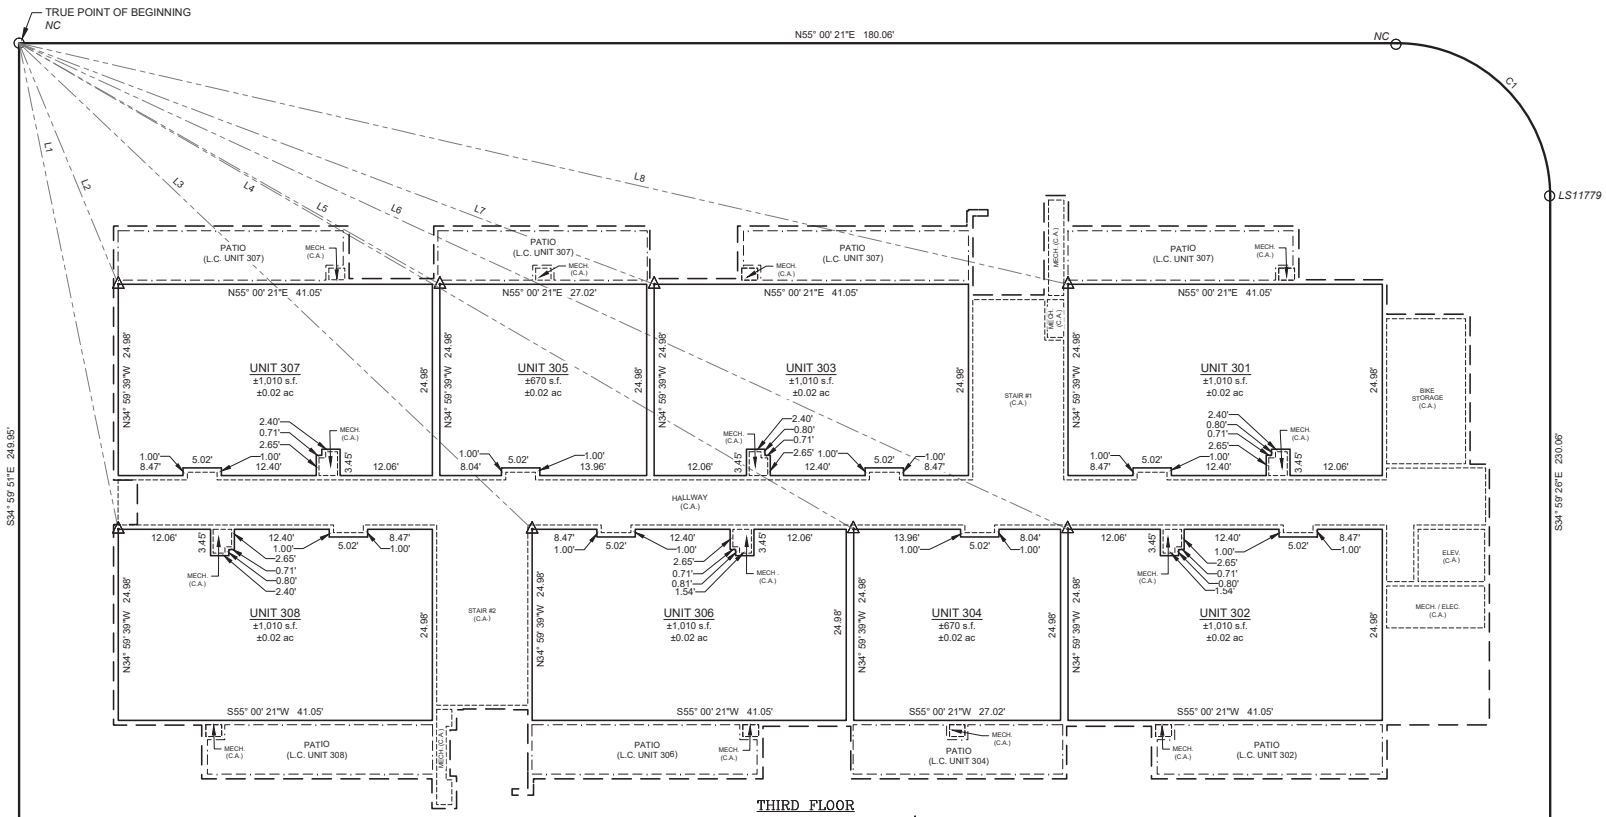 TRUE POINT OF BEGINNING
NC
N55° 00' 21"E 180.06'
NC
C1
LS11779
L1
L2
L3
L4
L5
L6
L7
L8
S34° 59' 51"E 249.95'
S34° 59' 26"E 230.06'
PATIO
(L.C. UNIT 307)
MECH.
(C.A.)
PATIO
(L.C. UNIT 307)
MECH.
(C.A.)
MECH.
(C.A.)
PATIO
(L.C. UNIT 307)
MECH.(C.A.)
PATIO
(L.C. UNIT 307)
MECH.
(C.A.)
N55° 00' 21"E 41.05'
N55° 00' 21"E 27.02'
N55° 00' 21"E 41.05'
N55° 00' 21"E 41.05'
MECH.
(C.A.)
N34° 59' 39"W 24.98'
UNIT 307
±1,010 s.f.
±0.02 ac
24.98'
2.40'
0.71'
2.65'
MECH.
(C.A.)
1.00'
8.47'
5.02'
1.00'
12.40'
3.45'
12.06'
N34° 59' 39"W 24.98'
UNIT 305
±670 s.f.
±0.02 ac
24.98'
1.00'
8.04'
5.02'
1.00'
13.96'
N34° 59' 39"W 24.98'
UNIT 303
±1,010 s.f.
±0.02 ac
24.98'
MECH.
(C.A.)
2.40'
0.80'
0.71'
2.65'
12.06'
3.45'
1.00'
12.40'
5.02'
1.00'
8.47'
STAIR #1
(C.A.)
N34° 59' 39"W 24.98'
UNIT 301
±1,010 s.f.
±0.02 ac
24.98'
2.40'
0.80'
0.71'
2.65'
MECH.
(C.A.)
1.00'
8.47'
5.02'
1.00'
12.40'
3.45'
12.06'
BIKE
STORAGE
(C.A.)
HALLWAY
(C.A.)
12.06'
3.45'
12.40'
1.00'
5.02'
8.47'
1.00'
2.65'
0.71'
0.80'
2.40'
MECH.
(C.A.)
N34° 59' 39"W 24.98'
UNIT 308
±1,010 s.f.
±0.02 ac
24.98'
S55° 00' 21"W 41.05'
STAIR #2
(C.A.)
8.47'
1.00'
5.02'
12.40'
1.00'
2.65'
0.71'
0.81'
1.54'
3.45'
12.06'
MECH .
(C.A.)
N34° 59' 39"W 24.98'
UNIT 306
±1,010 s.f.
±0.02 ac
24.98'
S55° 00' 21"W 41.05'
13.96'
1.00'
5.02'
8.04'
1.00'
UNIT 304
±670 s.f.
±0.02 ac
S55° 00' 21"W 27.02'
12.06'
3.45'
12.40'
1.00'
5.02'
8.47'
1.00'
2.65'
0.71'
0.80'
1.54'
MECH.
(C.A.)
N34° 59' 39"W 24.98'
UNIT 302
±1,010 s.f.
±0.02 ac
24.98'
S55° 00' 21"W 41.05'
ELEV.
(C.A.)
MECH. / ELEC.
(C.A.)
MECH.
(C.A.)
PATIO
(L.C. UNIT 308)
MECH.(C.A.)
PATIO
(L.C. UNIT 306)
MECH.
(C.A.)
MECH.
(C.A.)
PATIO
(L.C. UNIT 304)
MECH.
(C.A.)
PATIO
(L.C. UNIT 302)
THIRD FLOOR